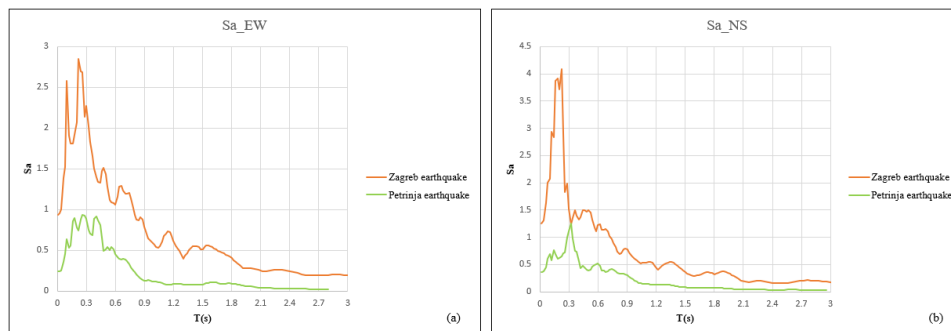 Sa_EW
3
2.5
2
1.5
1
0.5
0
Sa
0 0.3 0.6 0.9 1.2 1.5 1.8 2.1 2.4 2.7 3
T(s)
(a)
Zagreb earthquake
Petrinja earthquake
Sa_NS
4.5
4
3.5
3
2.5
2
1.5
1
0.5
0
Sa
0 0.3 0.6 0.9 1.2 1.5 1.8 2.1 2.4 2.7 3
T(s)
(b)
Zagreb earthquake
Petrinja earthquake